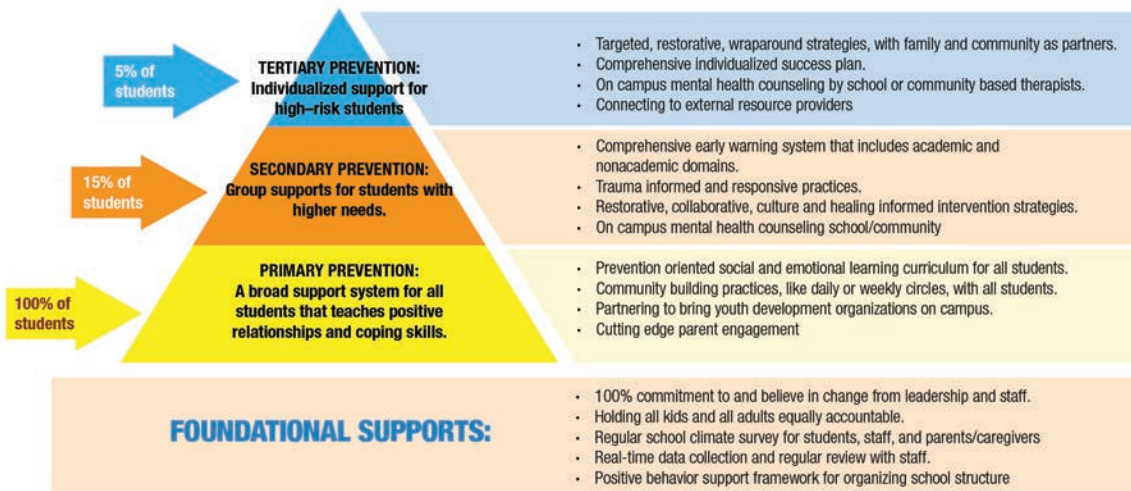 5% of
students
TERTIARY PREVENTION:
Individualized support for
high–risk students
• Targeted, restorative, wraparound strategies, with family and community as partners.
• Comprehensive individualized success plan.
• On campus mental health counseling by school or community based therapists.
• Connecting to external resource providers
15% of
students
SECONDARY PREVENTION:
Group supports for students with
higher needs.
• Comprehensive early warning system that includes academic and
nonacademic domains.
• Trauma informed and responsive practices.
• Restorative, collaborative, culture and healing informed intervention strategies.
• On campus mental health counseling school/community
100% of
students
PRIMARY PREVENTION:
A broad support system for all
students that teaches positive
relationships and coping skills.
• Prevention oriented social and emotional learning curriculum for all students.
• Community building practices, like daily or weekly circles, with all students.
• Partnering to bring youth development organizations on campus.
• Cutting edge parent engagement
FOUNDATIONAL SUPPORTS:
• 100% commitment to and believe in change from leadership and staff.
• Holding all kids and all adults equally accountable.
• Regular school climate survey for students, staff, and parents/caregivers
• Real-time data collection and regular review with staff.
• Positive behavior support framework for organizing school structure